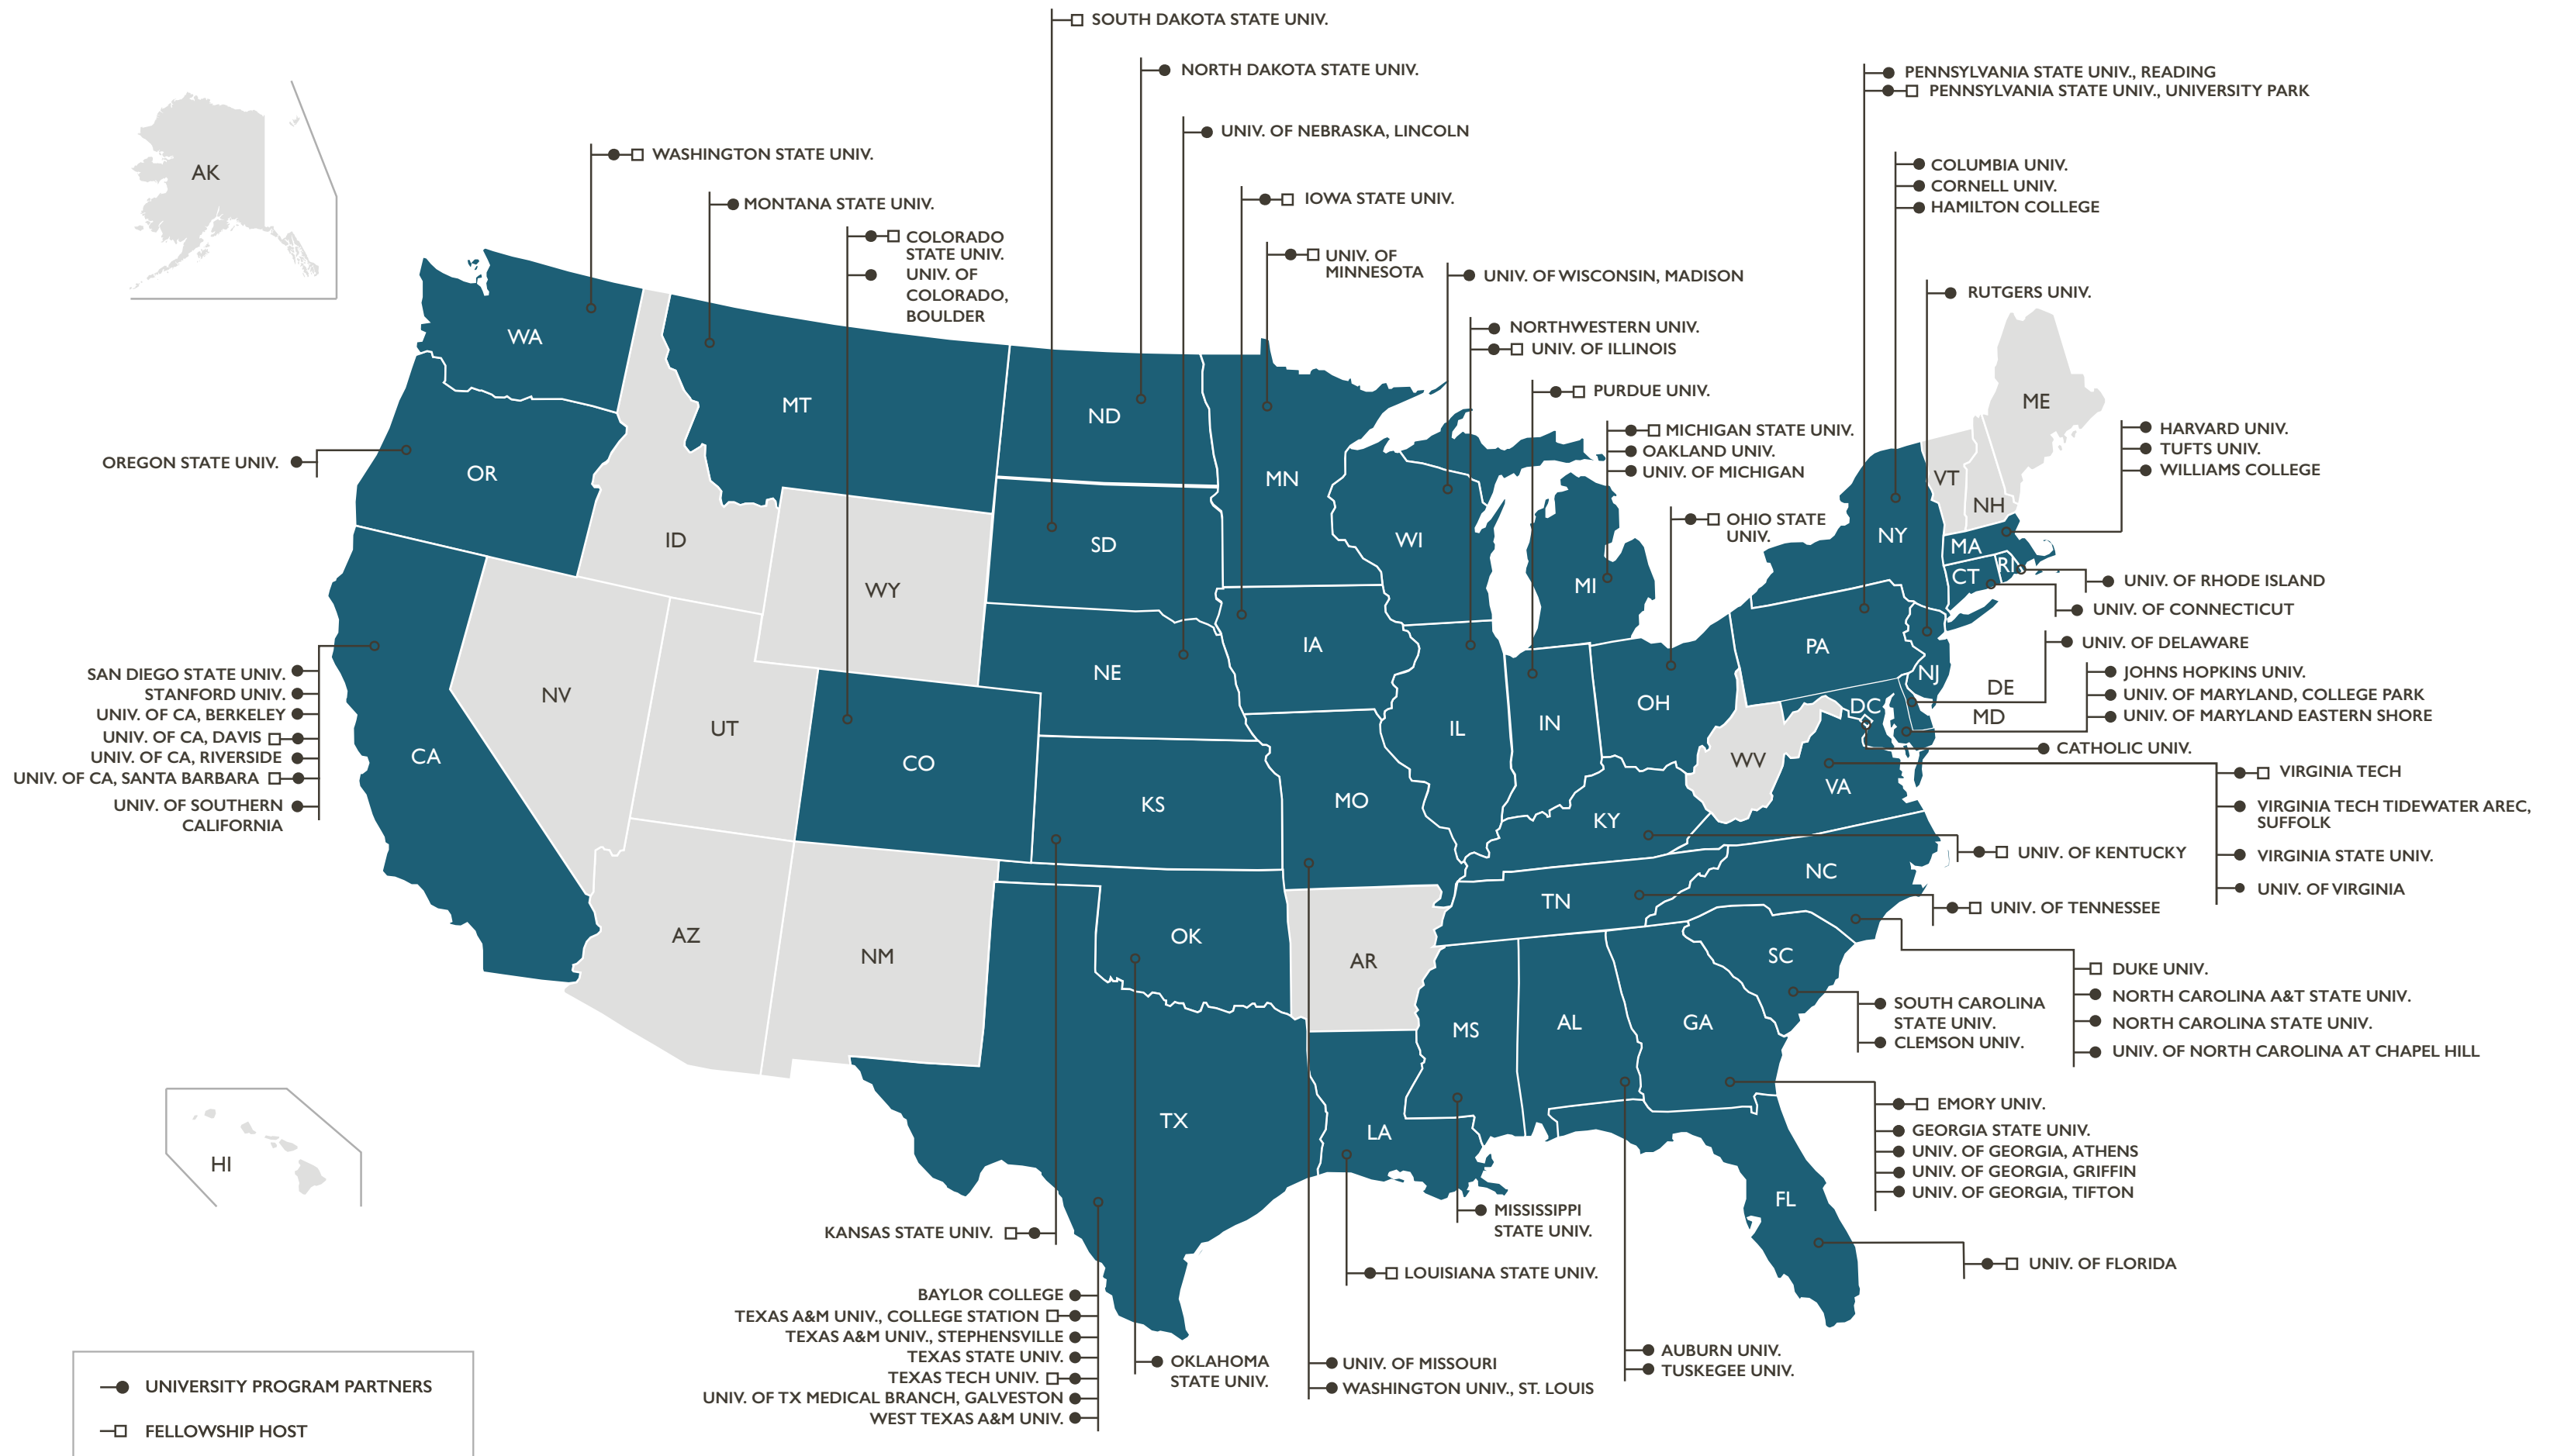 SOUTH DAKOTA STATE UNIV.
NORTH DAKOTA STATE UNIV.
PENNSYLVANIA STATE UNIV., READING
PENNSYLVANIA STATE UNIV., UNIVERSITY PARK
UNIV. OF NEBRASKA, LINCOLN
WASHINGTON STATE UNIV.
COLUMBIA UNIV.
CORNELL UNIV.
HAMILTON COLLEGE
AK
MONTANA STATE UNIV.
IOWA STATE UNIV.
COLORADO
STATE UNIV.
UNIV. OF
COLORADO,
BOULDER
UNIV. OF
MINNESOTA
UNIV. OF WISCONSIN, MADISON
RUTGERS UNIV.
NORTHWESTERN UNIV.
UNIV. OF ILLINOIS
PURDUE UNIV.
MICHIGAN STATE UNIV.
OAKLAND UNIV.
UNIV. OF MICHIGAN
OHIO STATE
UNIV.
HARVARD UNIV.
TUFTS UNIV.
WILLIAMS COLLEGE
WA
MT
ND
MN
ME
OREGON STATE UNIV.
OR
VT
NH
ID
SD
WI
NY
MA
CT
RI
UNIV. OF RHODE ISLAND
UNIV. OF CONNECTICUT
WY
MI
IA
PA
UNIV. OF DELAWARE
SAN DIEGO STATE UNIV.
STANFORD UNIV.
UNIV. OF CA, BERKELEY
UNIV. OF CA, DAVIS
UNIV. OF CA, RIVERSIDE
UNIV. OF CA, SANTA BARBARA
UNIV. OF SOUTHERN
CALIFORNIA
NE
NJ
DE
JOHNS HOPKINS UNIV.
UNIV. OF MARYLAND, COLLEGE PARK
UNIV. OF MARYLAND EASTERN SHORE
NV
UT
CA
CO
IL
IN
OH
DC
MD
CATHOLIC UNIV.
WV
VA
VIRGINIA TECH
VIRGINIA TECH TIDEWATER AREC,
SUFFOLK
VIRGINIA STATE UNIV.
UNIV. OF VIRGINIA
KS
MO
KY
UNIV. OF KENTUCKY
NC
TN
UNIV. OF TENNESSEE
AZ
NM
OK
AR
SC
DUKE UNIV.
NORTH CAROLINA A&T STATE UNIV.
NORTH CAROLINA STATE UNIV.
UNIV. OF NORTH CAROLINA AT CHAPEL HILL
SOUTH CAROLINA
STATE UNIV.
CLEMSON UNIV.
MS
AL
GA
EMORY UNIV.
GEORGIA STATE UNIV.
UNIV. OF GEORGIA, ATHENS
UNIV. OF GEORGIA, GRIFFIN
UNIV. OF GEORGIA, TIFTON
TX
LA
HI
FL
MISSISSIPPI
STATE UNIV.
KANSAS STATE UNIV.
UNIV. OF FLORIDA
LOUISIANA STATE UNIV.
BAYLOR COLLEGE
TEXAS A&M UNIV., COLLEGE STATION
TEXAS A&M UNIV., STEPHENSVILLE
TEXAS STATE UNIV.
TEXAS TECH UNIV.
UNIV. OF TX MEDICAL BRANCH, GALVESTON
WEST TEXAS A&M UNIV.
OKLAHOMA
STATE UNIV.
UNIV. OF MISSOURI
WASHINGTON UNIV., ST. LOUIS
AUBURN UNIV.
TUSKEGEE UNIV.
UNIVERSITY PROGRAM PARTNERS
FELLOWSHIP HOST